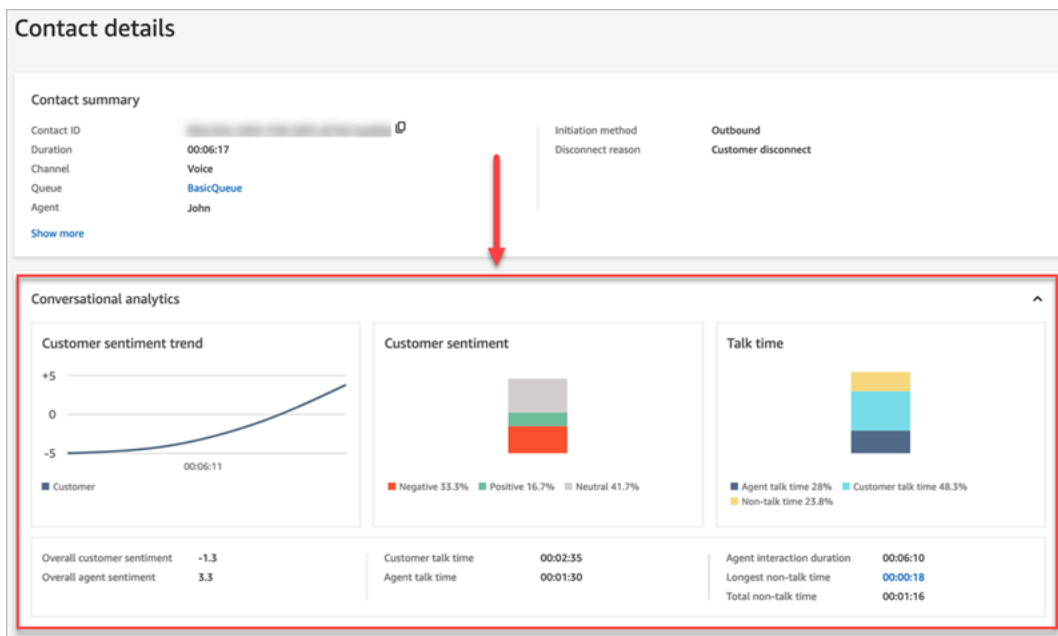 Contact details
Contact summary
Contact ID
Duration 00:06:17
Channel Voice
Queue BasicQueue
Agent John
Show more
Initiation method Outbound
Disconnect reason Customer disconnect
Conversational analytics
Customer sentiment trend
+5
0
-5
00:06:11
Customer
Customer sentiment
Negative 33.3% Positive 16.7% Neutral 41.7%
Talk time
Agent talk time 28% Customer talk time 48.3%
Non-talk time 23.8%
Overall customer sentiment -1.3
Overall agent sentiment 3.3
Customer talk time 00:02:35
Agent talk time 00:01:30
Agent interaction duration 00:06:10
Longest non-talk time 00:00:18
Total non-talk time 00:01:16